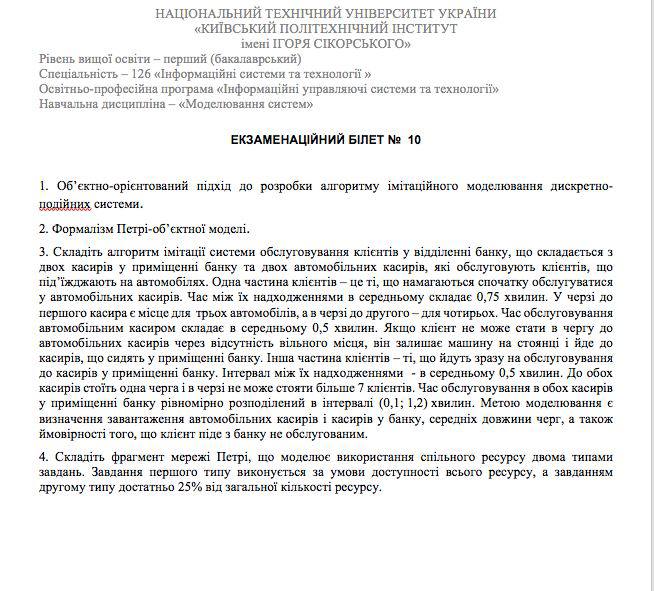 НАЦІОНАЛЬНИЙ ТЕХНІЧНИЙ УНІВЕРСИТЕТ УКРАЇНИ
«КИЇВСЬКИЙ ПОЛІТЕХНІЧНИЙ ІНСТИТУТ
імені ІГОРЯ СІКОРСЬКОГО»
Рівень вищої освіти – перший (бакалаврський)
Спеціальність – 126 «Інформаційні системи та технології »
Освітньо-професійна програма «Інформаційні управляючі системи та технології»
Навчальна дисципліна – «Моделювання систем»
ЕКЗАМЕНАЦІЙНИЙ БІЛЕТ № 10
1. Об’єктно-орієнтований підхід до розробки алгоритму імітаційного моделювання дискретно-
подійних системи.
2. Формалізм Петрі-об’єктної моделі.
3. Складіть алгоритм імітації системи обслуговування клієнтів у відділенні банку, що складається з
двох касирів у приміщенні банку та двох автомобільних касирів, які обслуговують клієнтів, що
під’їжджають на автомобілях. Одна частина клієнтів – це ті, що намагаються спочатку обслугуватися
у автомобільних касирів. Час між їх надходженнями в середньому складає 0,75 хвилин. У черзі до
першого касира є місце для трьох автомобілів, а в черзі до другого – для чотирьох. Час обслуговування
автомобільним касиром складає в середньому 0,5 хвилин. Якщо клієнт не може стати в чергу до
автомобільних касирів через відсутність вільного місця, він залишає машину на стоянці і йде до
касирів, що сидять у приміщенні банку. Інша частина клієнтів – ті, що йдуть зразу на обслуговування
до касирів у приміщенні банку. Інтервал між їх надходженнями - в середньому 0,5 хвилин. До обох
касирів стоїть одна черга і в черзі не може стояти більше 7 клієнтів. Час обслуговування в обох касирів
у приміщенні банку рівномірно розподілений в інтервалі (0,1; 1,2) хвилин. Метою моделювання є
визначення завантаження автомобільних касирів і касирів у банку, середніх довжини черг, а також
ймовірності того, що клієнт піде з банку не обслугованим.
4. Складіть фрагмент мережі Петрі, що моделює використання спільного ресурсу двома типами
завдань. Завдання першого типу виконується за умови доступності всього ресурсу, а завданням
другому типу достатньо 25% від загальної кількості ресурсу.